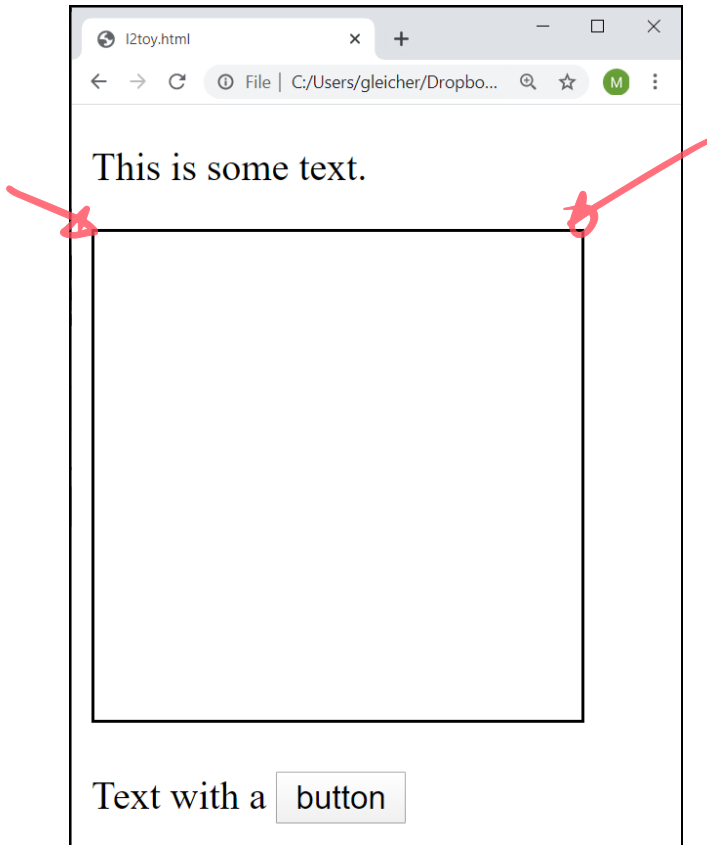 l2toy.html
File | C:/Users/gleicher/Dropbo... M
This is some text.
Text with a button